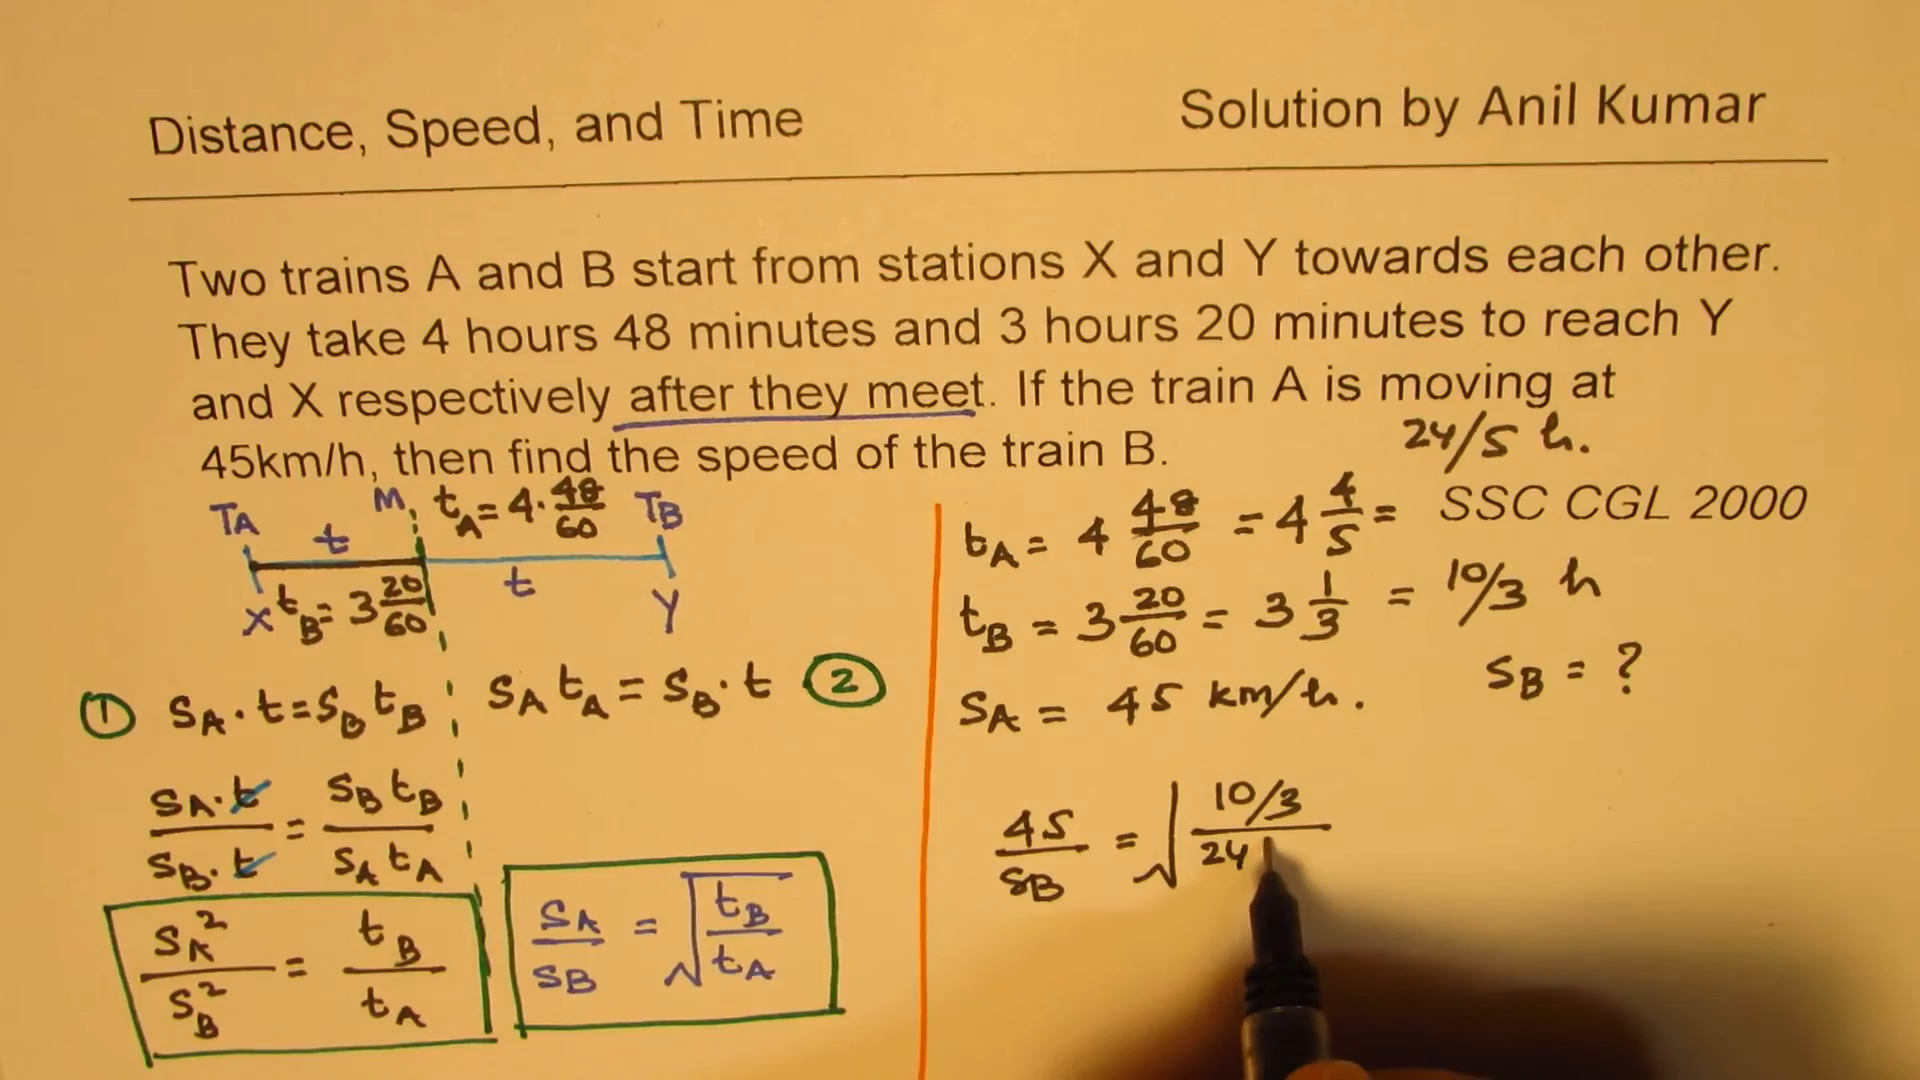 Distance, Speed, and Time
Solution by Anil Kumar
Two trains A and B start from stations X and Y towards each other.
They take 4 hours 48 minutes and 3 hours 20 minutes to reach Y
and X respectively after they meet. If the train A is moving at
45km/h, then find the speed of the train B.
SSC CGL 2000
TA M tA = 4·48/60 TB
t t
X tB = 3 20/60 Y
① SA·t = SB tB SA tA = SB·t ②
SA·t/SB·t = SB tB/SA tA
SA²/SB² = tB/tA
SA/SB = √(tB/tA)
tA = 4 48/60 = 4 4/5 = 24/5 h.
tB = 3 20/60 = 3 1/3 = 10/3 h
SA = 45 km/h. SB = ?
45/SB = √(10/3 / 24